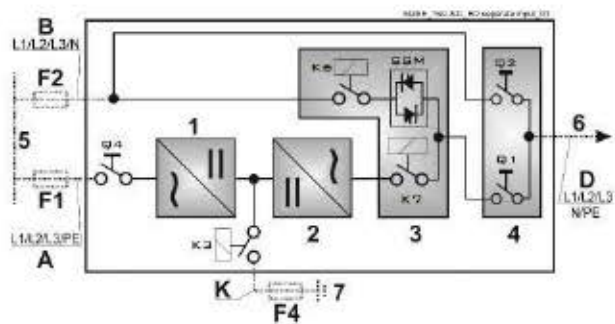 B
L1/L2/L3/N
F2
K6
SSM
Q2
5
1
6
Q4
F1
Q1
D
L1/L2/L3
N/PE
K7
L1/L2/L3/PE
K3
2
3
4
A
K
7
F4